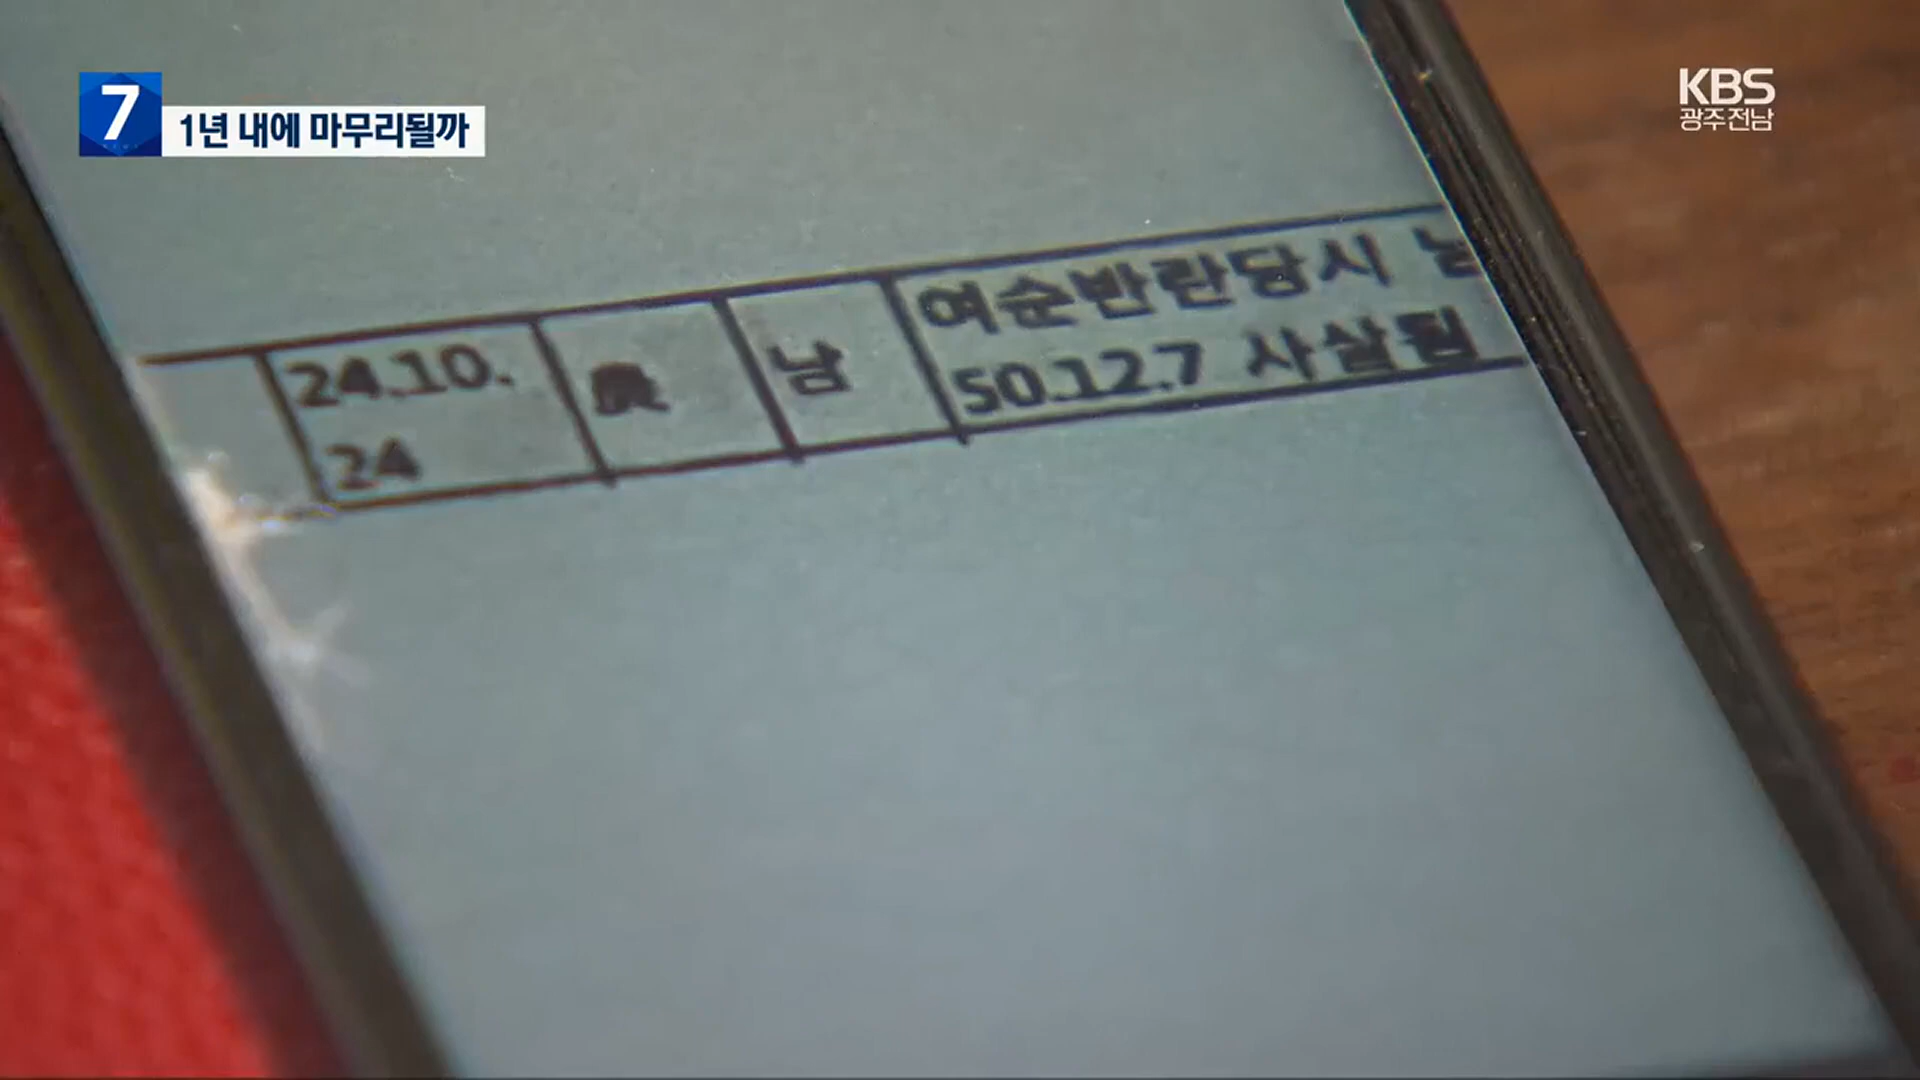 7
1년 내에 마무리될까
KBS
광주전남
24.10.
24
農
남
여순반란당시
50.12.7 사살됨